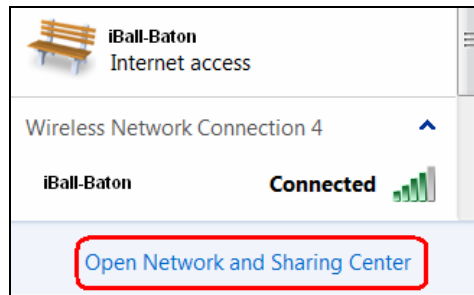 iBall-Baton
Internet access
Wireless Network Connection 4
iBall-Baton Connected
Open Network and Sharing Center